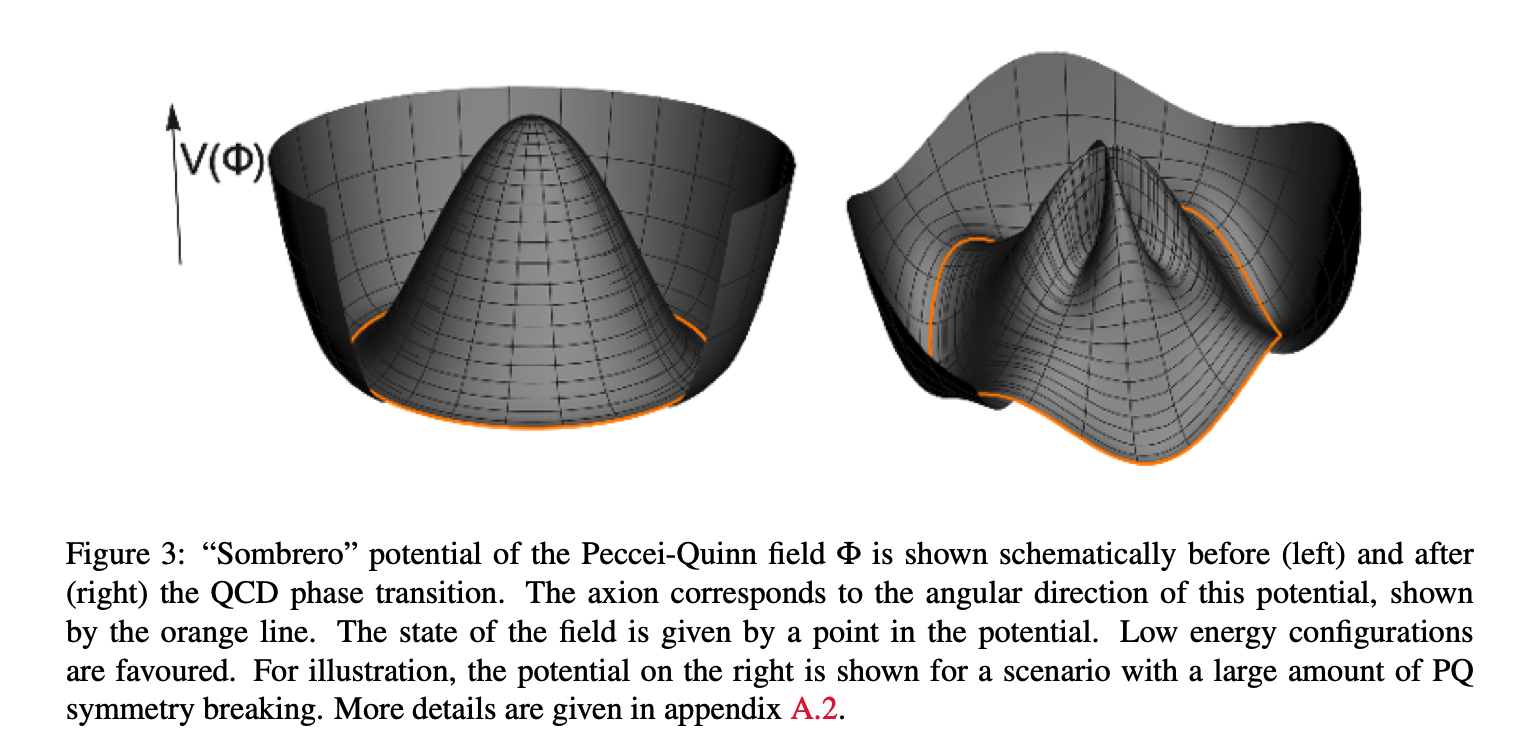 V(Φ)
Figure 3: “Sombrero” potential of the Peccei-Quinn field Φ is shown schematically before (left) and after
(right) the QCD phase transition. The axion corresponds to the angular direction of this potential, shown
by the orange line. The state of the field is given by a point in the potential. Low energy configurations
are favoured. For illustration, the potential on the right is shown for a scenario with a large amount of PQ
symmetry breaking. More details are given in appendix A.2.